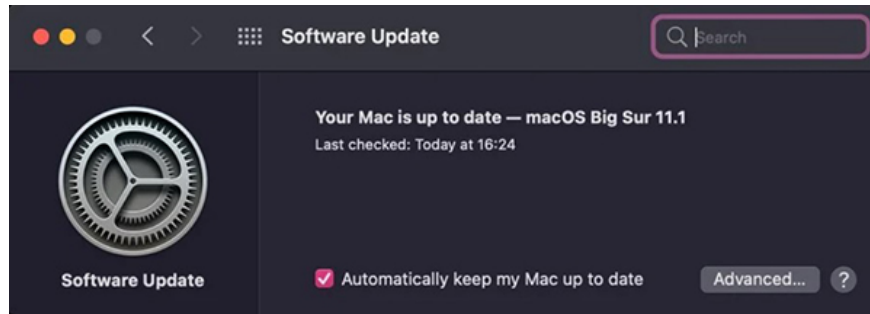 Software Update
Search
Your Mac is up to date — macOS Big Sur 11.1
Last checked: Today at 16:24
Software Update
Automatically keep my Mac up to date
Advanced...
?